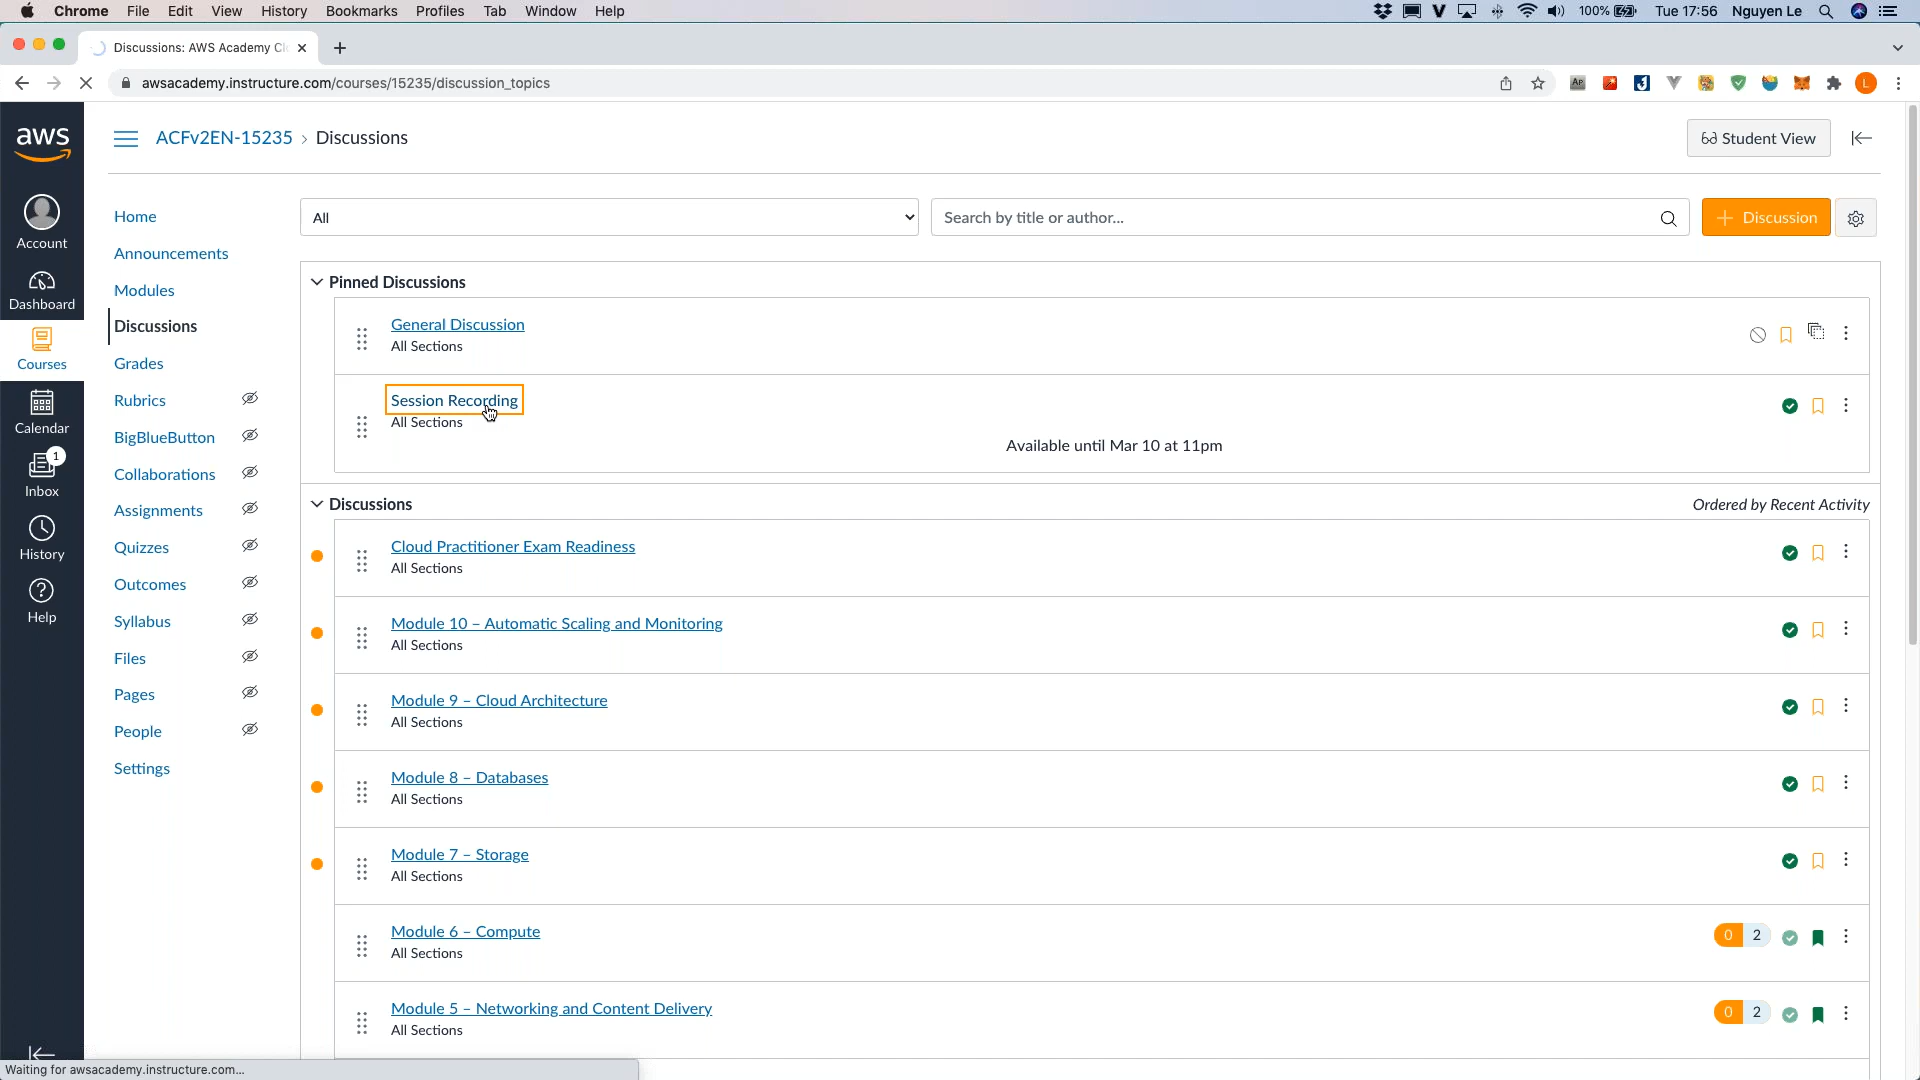 Chrome File Edit View History Bookmarks Profiles Tab Window Help
100% Tue 17:56 Nguyen Le
Discussions: AWS Academy Cl
awsacademy.instructure.com/courses/15235/discussion_topics
L
aws
ACFv2EN-15235 > Discussions
Student View
Account
Dashboard
Courses
Calendar
1
Inbox
History
Help
Home
Announcements
Modules
Discussions
Grades
Rubrics
BigBlueButton
Collaborations
Assignments
Quizzes
Outcomes
Syllabus
Files
Pages
People
Settings
All
Search by title or author...
+ Discussion
Pinned Discussions
General Discussion
All Sections
Session Recording
All Sections
Available until Mar 10 at 11pm
Discussions
Ordered by Recent Activity
Cloud Practitioner Exam Readiness
All Sections
Module 10 – Automatic Scaling and Monitoring
All Sections
Module 9 – Cloud Architecture
All Sections
Module 8 – Databases
All Sections
Module 7 – Storage
All Sections
Module 6 – Compute
All Sections
0 2
Module 5 – Networking and Content Delivery
All Sections
0 2
Waiting for awsacademy.instructure.com...